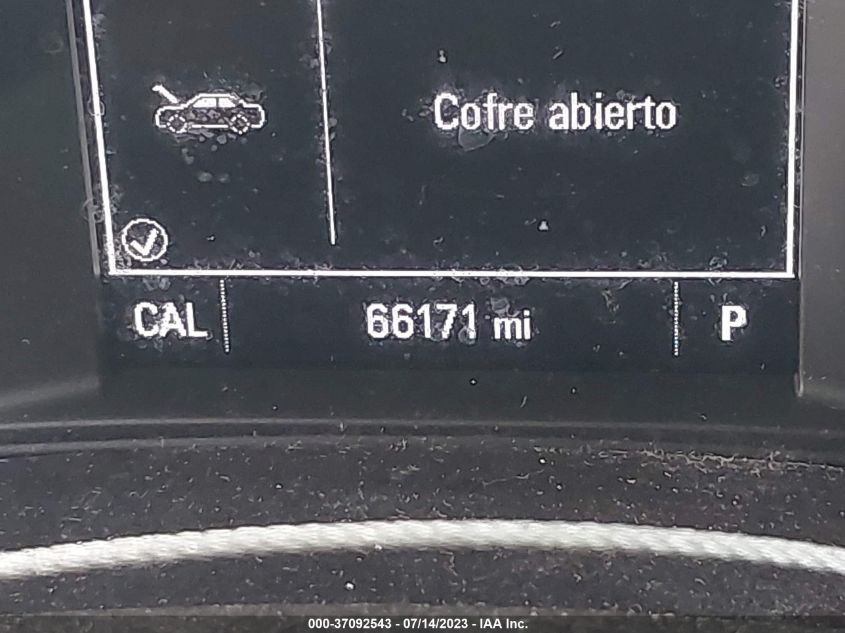 Cofre abierto
CAL 66171 mi P
000-37092543 - 07/14/2023 - IAA Inc.